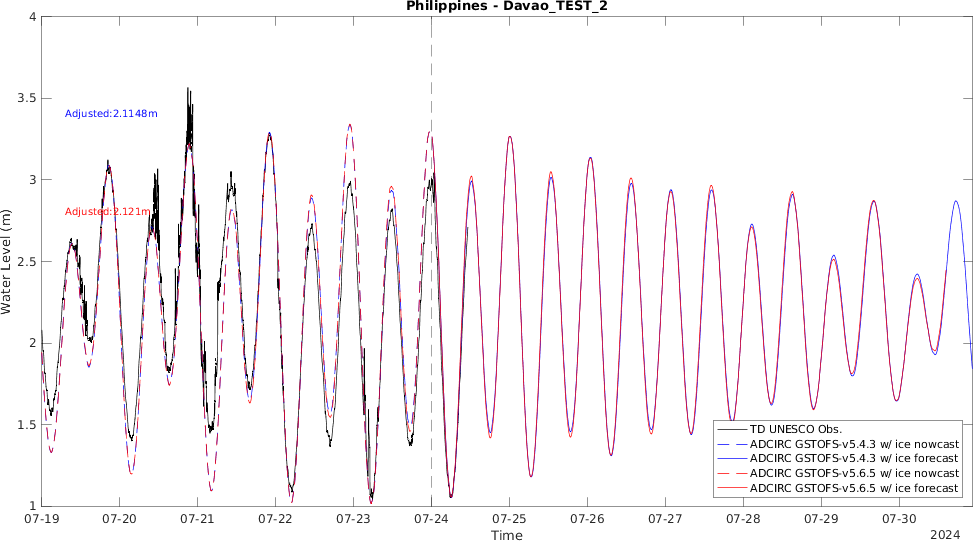 Philippines - Davao_TEST_2
4
3.5
3
2.5
2
1.5
1
Water Level (m)
Adjusted:2.1148m
Adjusted:2.121m
TD UNESCO Obs.
ADCIRC GSTOFS-v5.4.3 w/ ice nowcast
ADCIRC GSTOFS-v5.4.3 w/ ice forecast
ADCIRC GSTOFS-v5.6.5 w/ ice nowcast
ADCIRC GSTOFS-v5.6.5 w/ ice forecast
07-19 07-20 07-21 07-22 07-23 07-24 07-25 07-26 07-27 07-28 07-29 07-30
Time
2024